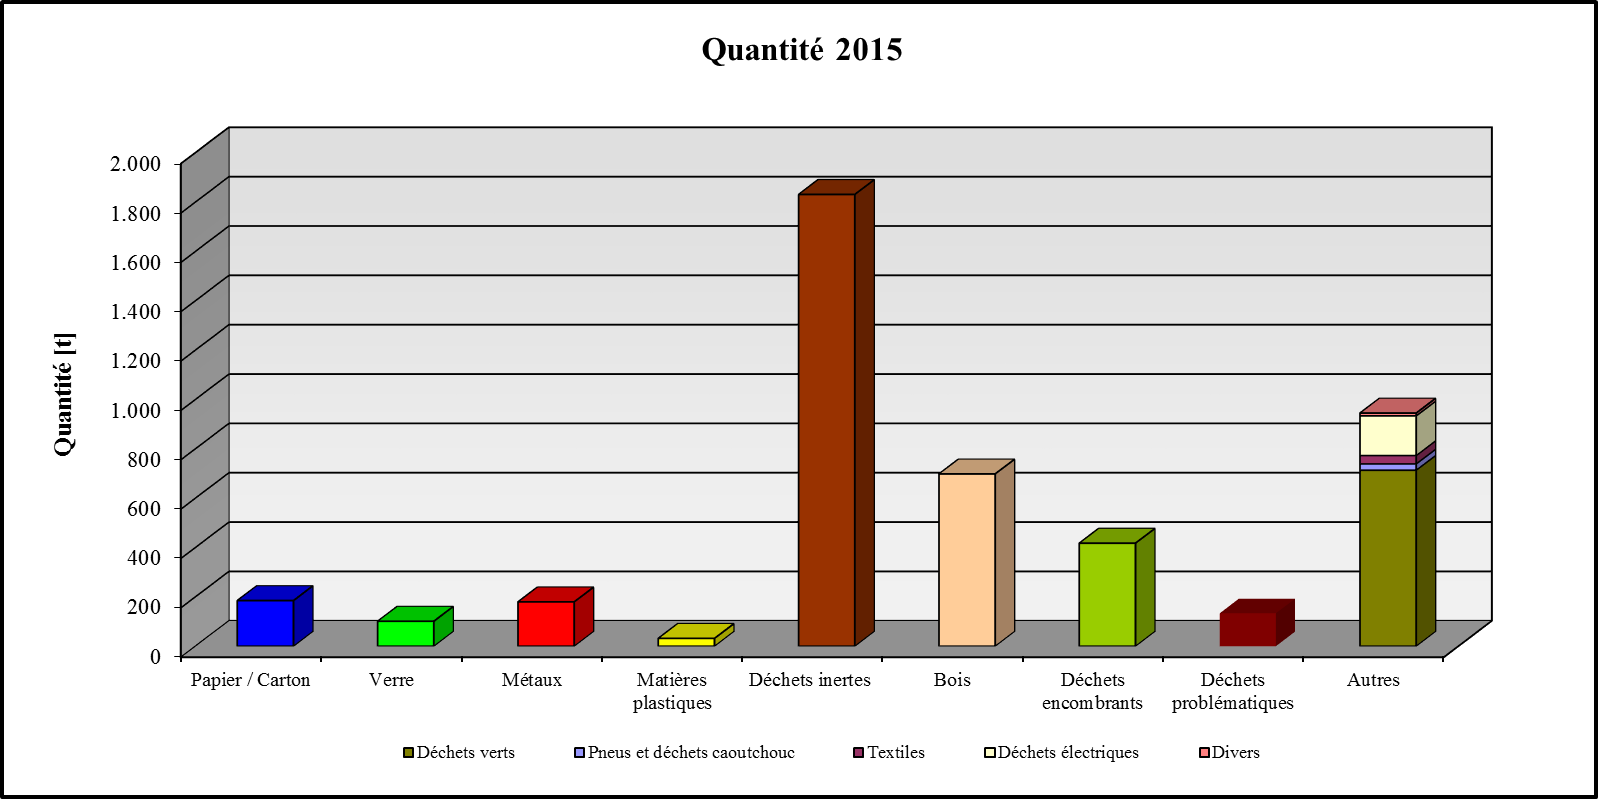 Quantité 2015
Quantité [t]
2.000
1.800
1.600
1.400
1.200
1.000
800
600
400
200
0
Papier / Carton
Verre
Métaux
Matières
plastiques
Déchets inertes
Bois
Déchets
encombrants
Déchets
problématiques
Autres
Déchets verts
Pneus et déchets caoutchouc
Textiles
Déchets électriques
Divers